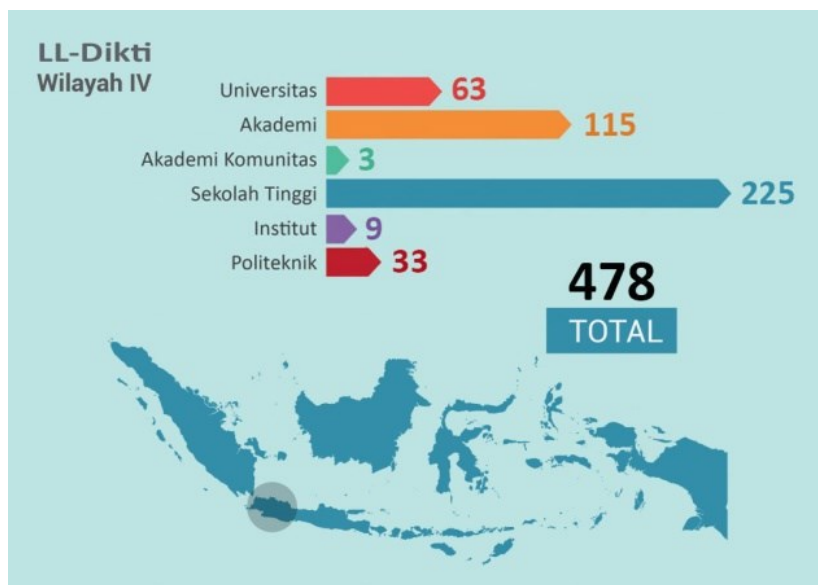 LL-Dikti
Wilayah IV
Universitas 63
Akademi 115
Akademi Komunitas 3
Sekolah Tinggi 225
Institut 9
Politeknik 33
478
TOTAL